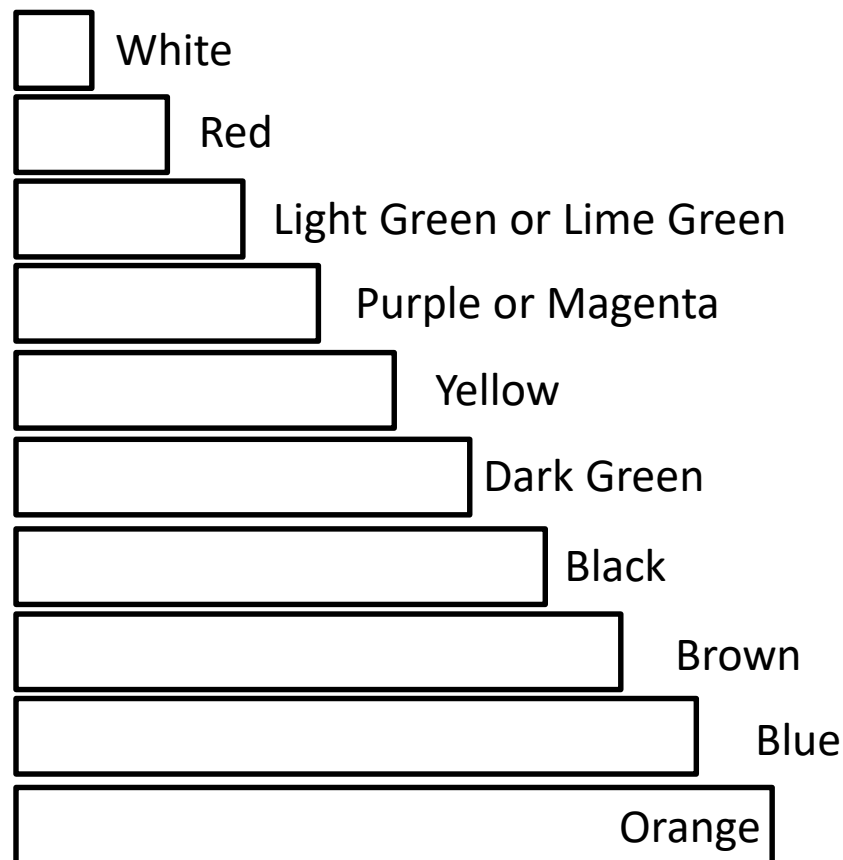 White
Red
Light Green or Lime Green
Purple or Magenta
Yellow
Dark Green
Black
Brown
Blue
Orange